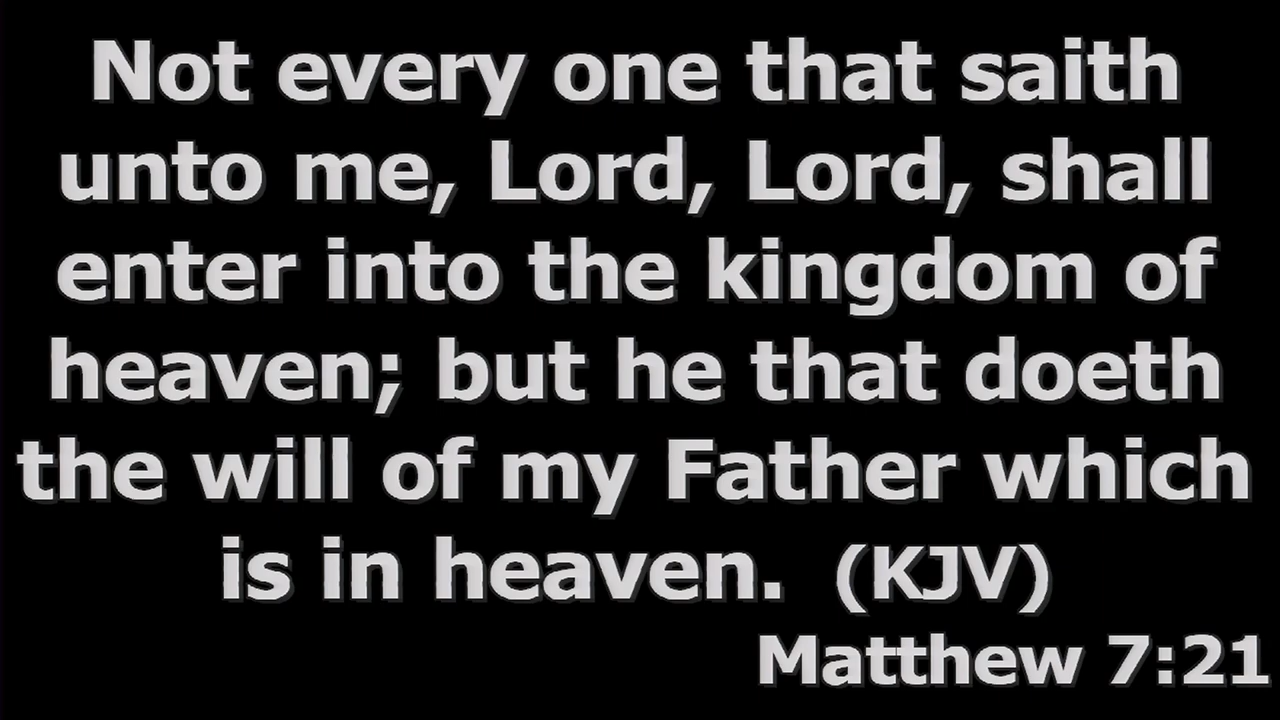 Not every one that saith
unto me, Lord, Lord, shall
enter into the kingdom of
heaven; but he that doeth
the will of my Father which
is in heaven. (KJV)
Matthew 7:21